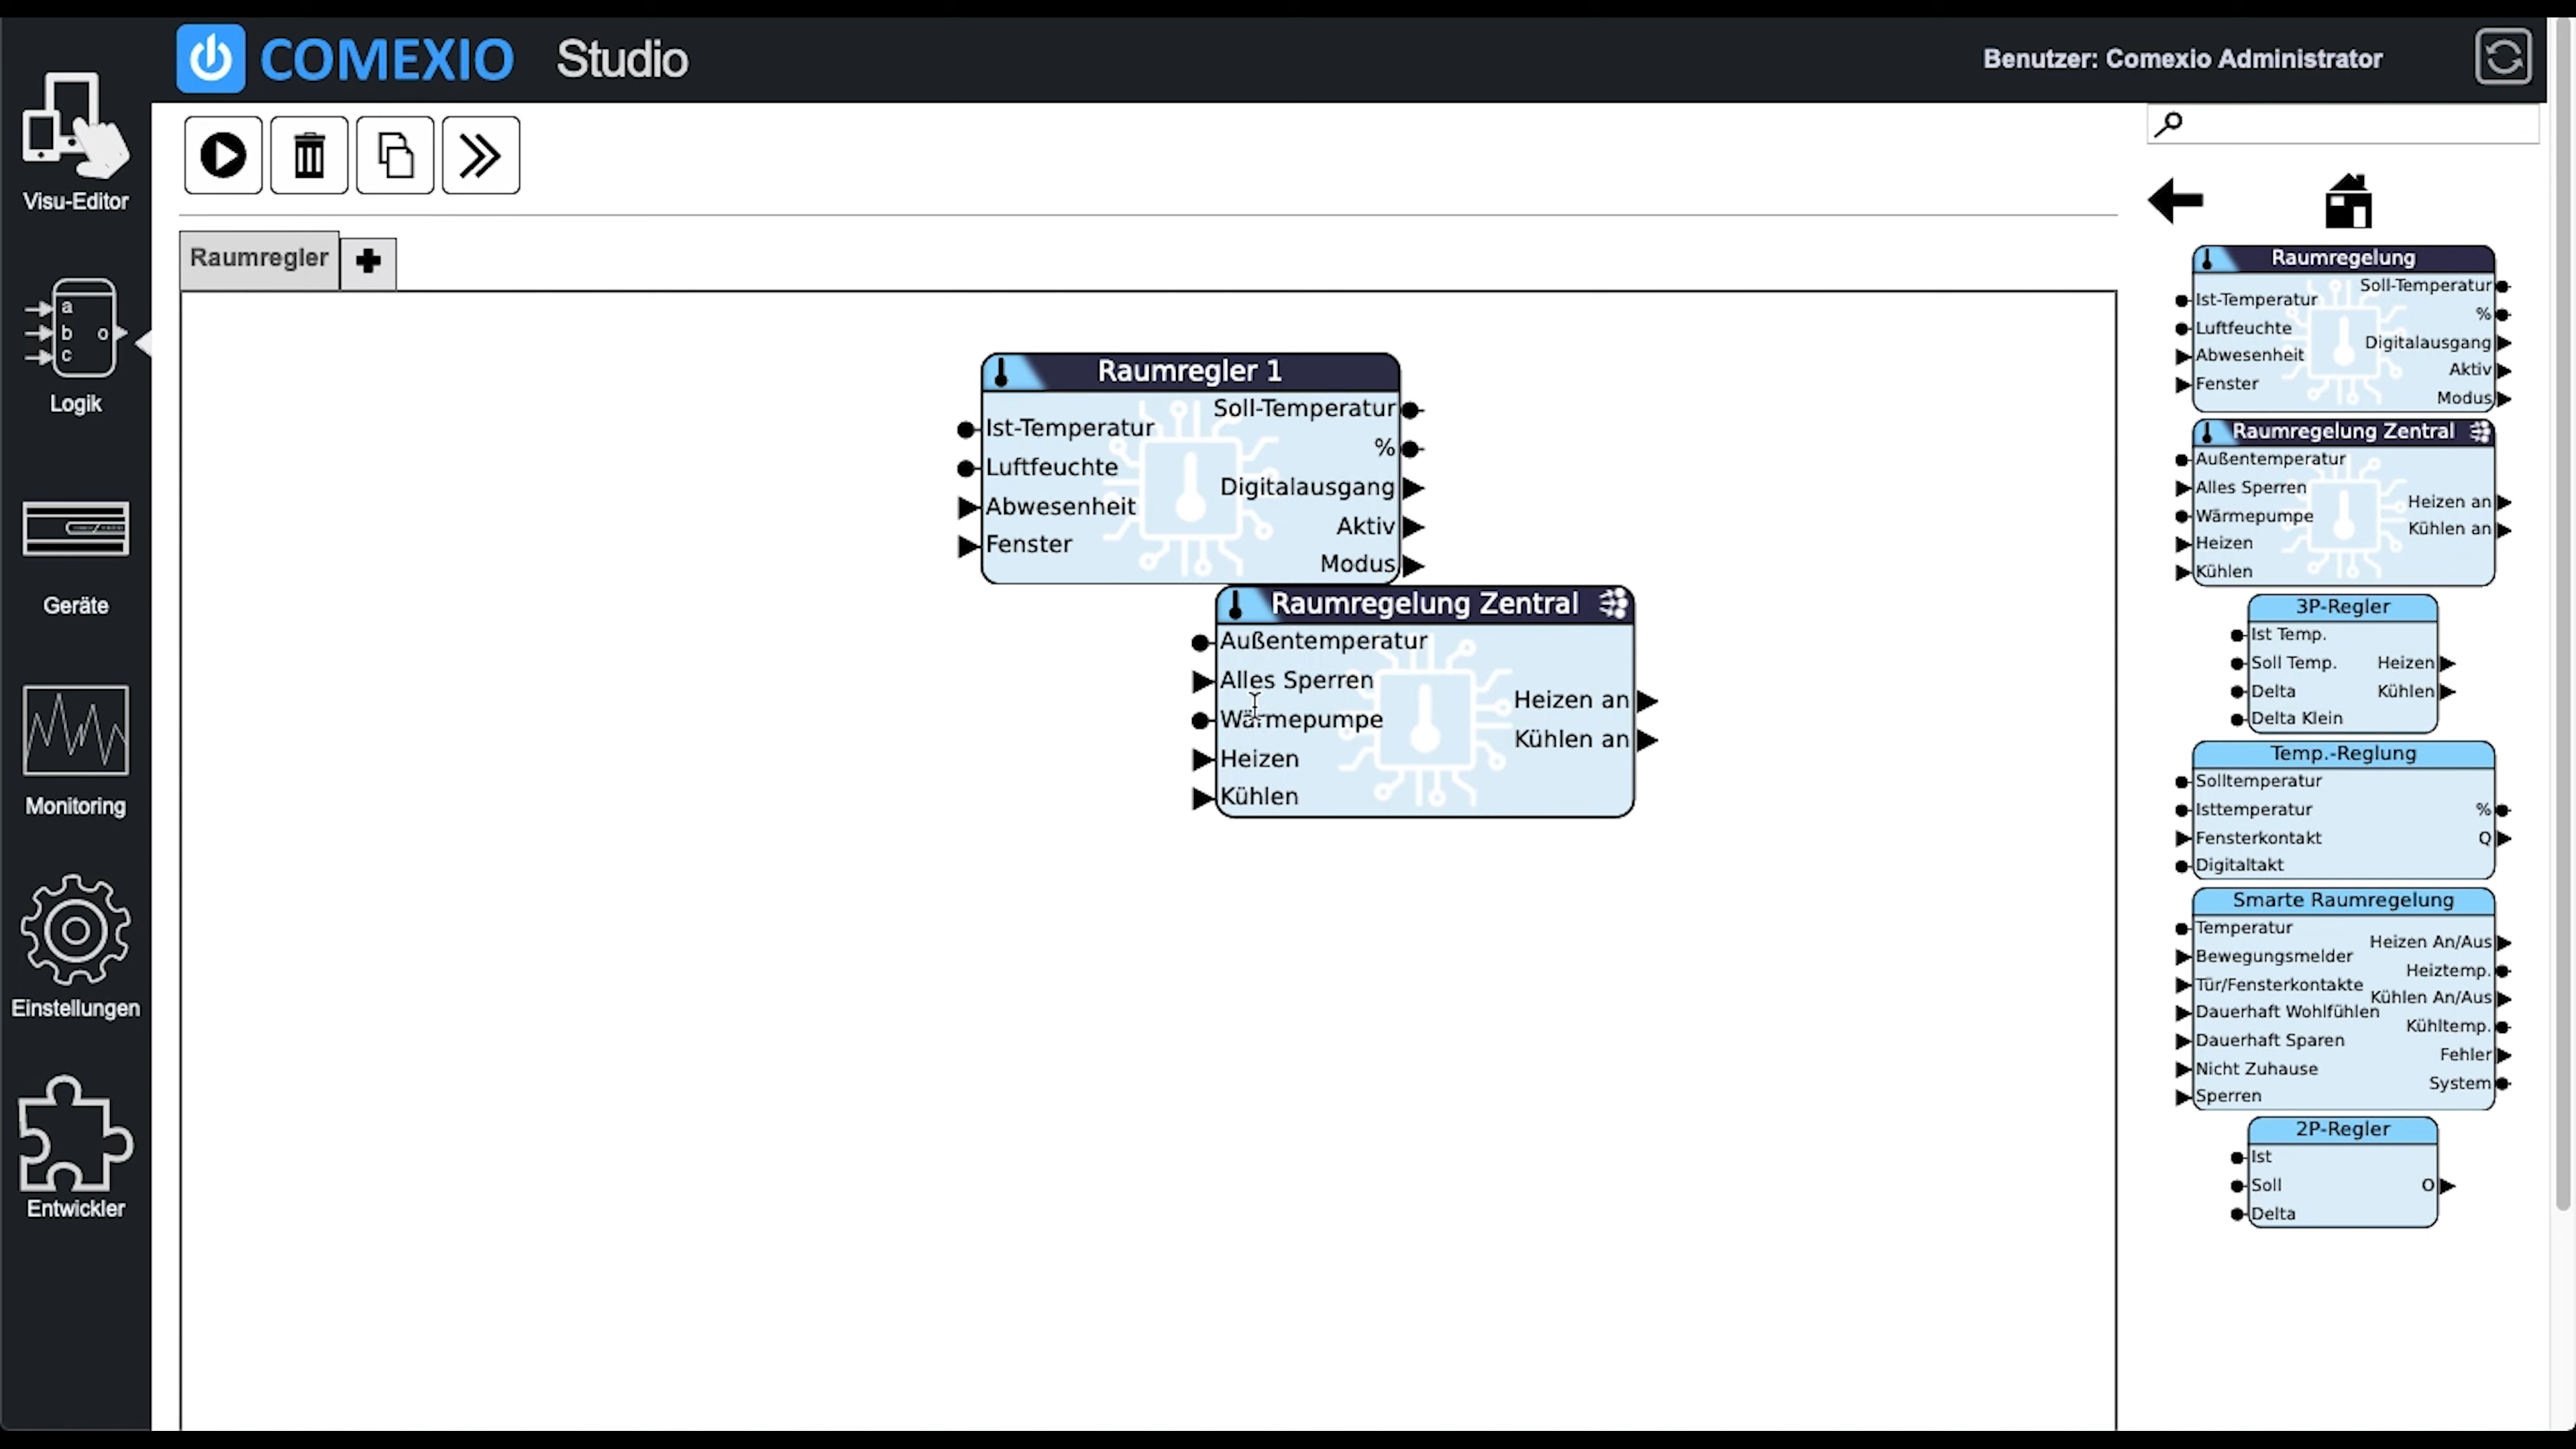 COMEXIO Studio
Benutzer: Comexio Administrator
Visu-Editor
a
b o
c
Logik
Geräte
Monitoring
Einstellungen
Entwickler
Raumregler
Raumregler 1
Soll-Temperatur
Ist-Temperatur
%
Luftfeuchte
Digitalausgang
Abwesenheit
Aktiv
Fenster
Modus
Raumregelung Zentral
Außentemperatur
Alles Sperren
Heizen an
Wärmepumpe
Kühlen an
Heizen
Kühlen
Raumregelung
Soll-Temperatur
Ist-Temperatur
%
Luftfeuchte
Digitalausgang
Abwesenheit
Aktiv
Fenster
Modus
Raumregelung Zentral
Außentemperatur
Alles Sperren
Heizen an
Wärmepumpe
Kühlen an
Heizen
Kühlen
3P-Regler
Ist Temp.
Soll Temp. Heizen
Delta Kühlen
Delta Klein
Temp.-Reglung
Solltemperatur
Isttemperatur %
Fensterkontakt Q
Digitaltakt
Smarte Raumregelung
Temperatur
Heizen An/Aus
Bewegungsmelder
Heiztemp.
Tür/Fensterkontakte
Kühlen An/Aus
Dauerhaft Wohlfühlen
Kühltemp.
Dauerhaft Sparen
Fehler
Nicht Zuhause
System
Sperren
2P-Regler
Ist
Soll O
Delta